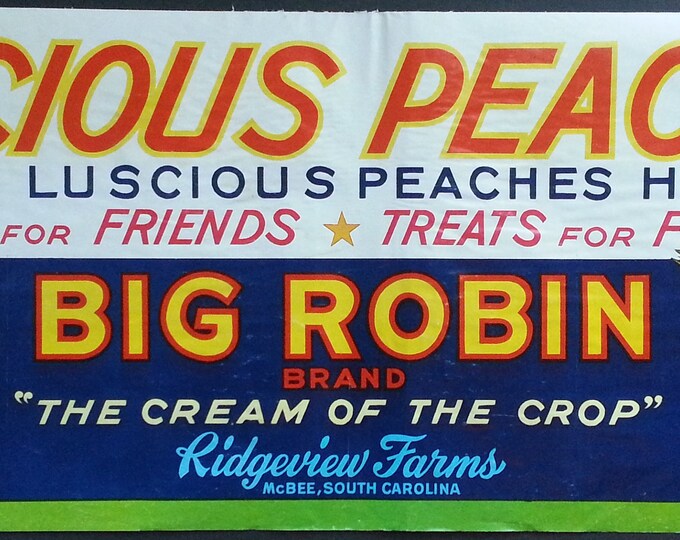 CIOUS PEAC
LUSCIOUS PEACHES H
FOR FRIENDS ★ TREATS FOR F
BIG ROBIN
BRAND
"THE CREAM OF THE CROP"
Ridgeview Farms
McBEE, SOUTH CAROLINA